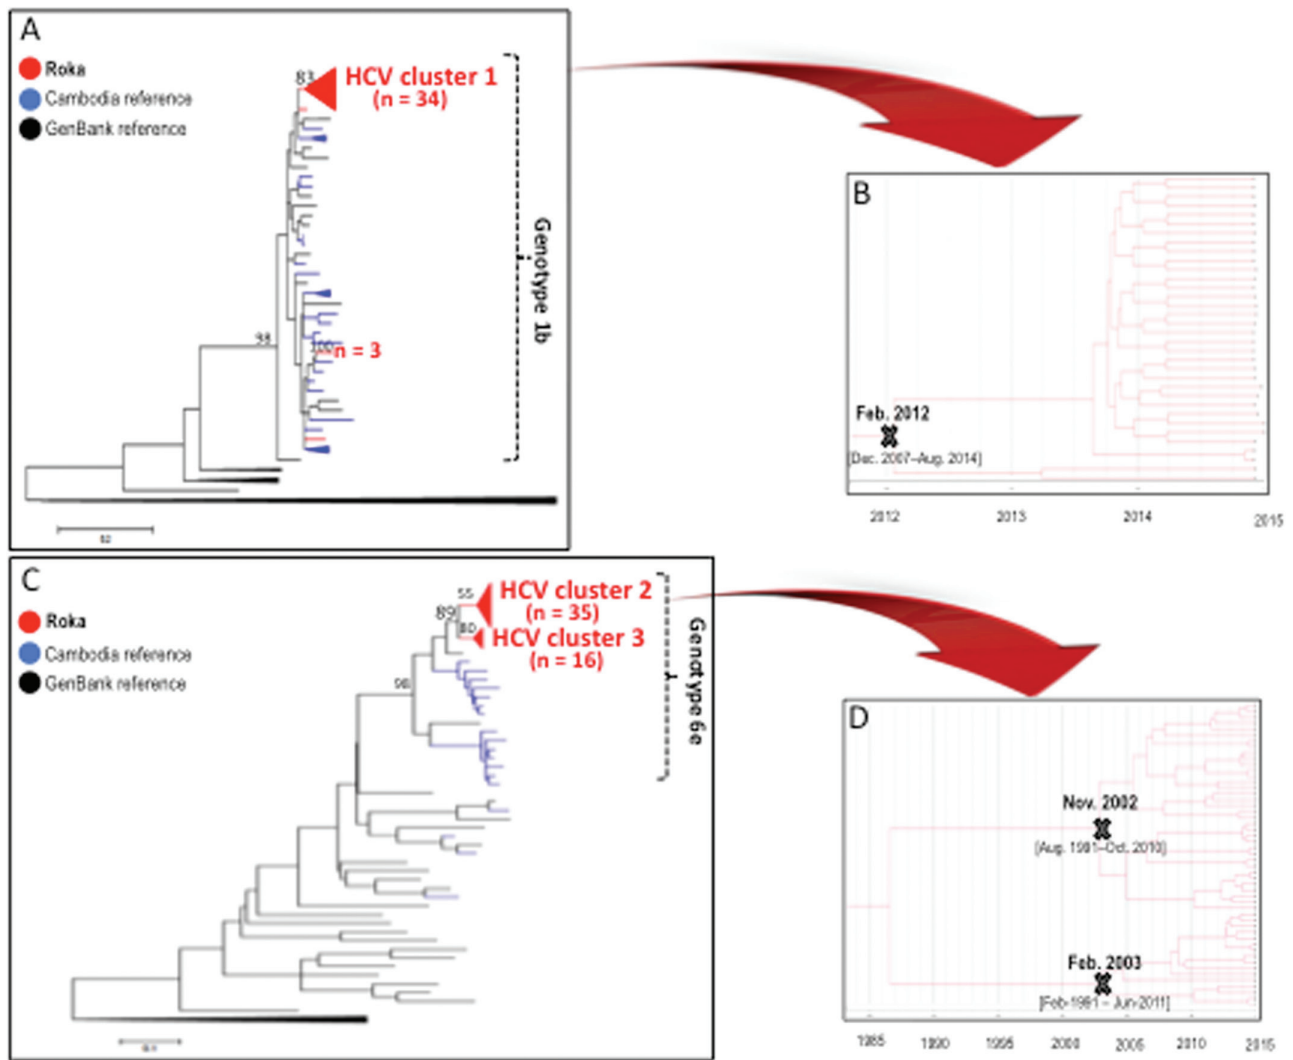 A
Roka
Cambodia reference
GenBank reference
83
HCV cluster 1
(n = 34)
Genotype 1b
100
n = 3
B
Feb. 2012
[Dec. 2007–Aug. 2014]
2012
2013
2014
2015
C
Roka
Cambodia reference
GenBank reference
55
HCV cluster 2
(n = 35)
89
80
HCV cluster 3
(n = 16)
Genotype 6e
D
Nov. 2002
[Aug. 1991–Oct. 2010]
Feb. 2003
[Feb-1991 – Jun-2011]
1985
1990
1995
2000
2005
2010
2015